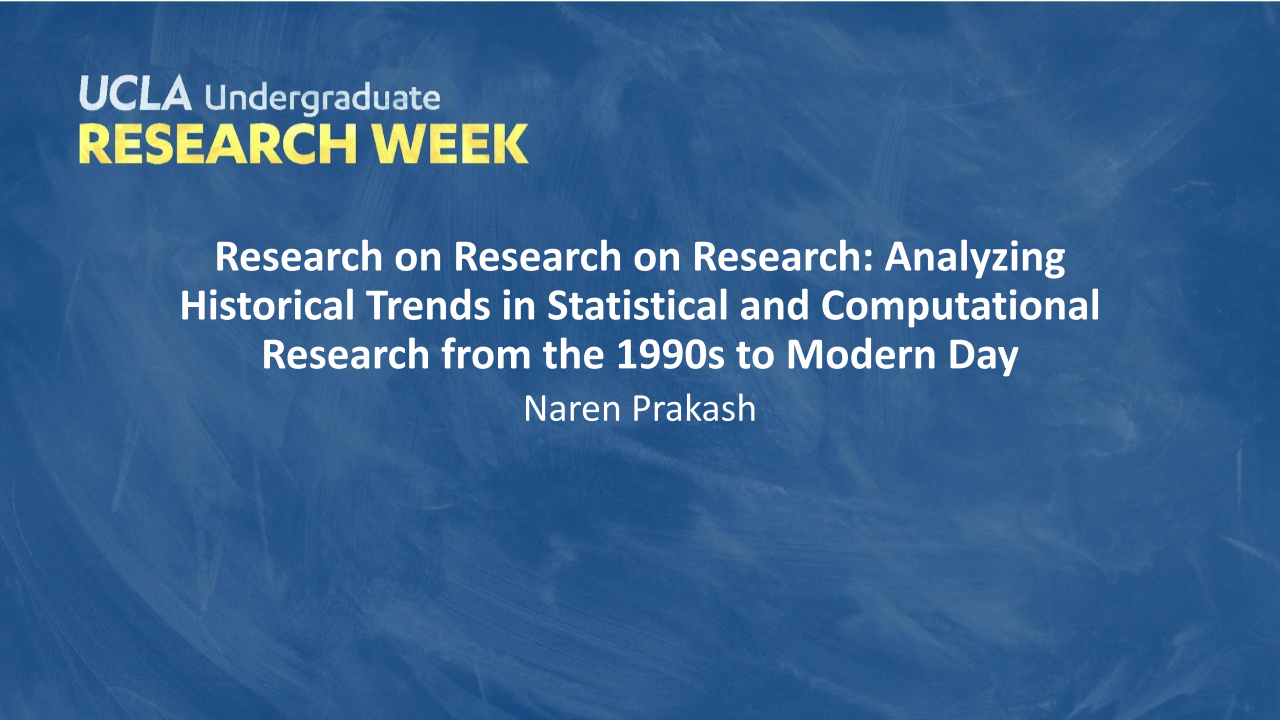 UCLA Undergraduate
RESEARCH WEEK
Research on Research on Research: Analyzing
Historical Trends in Statistical and Computational
Research from the 1990s to Modern Day
Naren Prakash